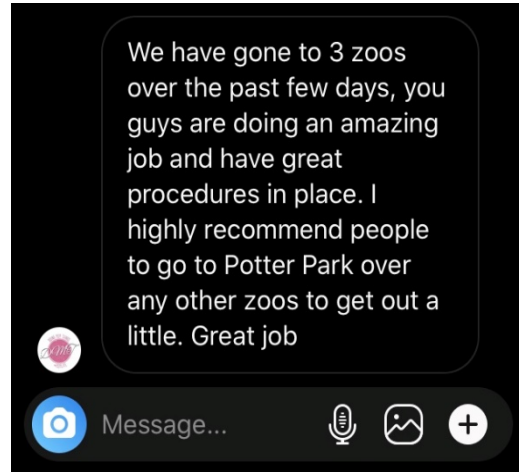 We have gone to 3 zoos
over the past few days, you
guys are doing an amazing
job and have great
procedures in place. I
highly recommend people
to go to Potter Park over
any other zoos to get out a
little. Great job
Message...